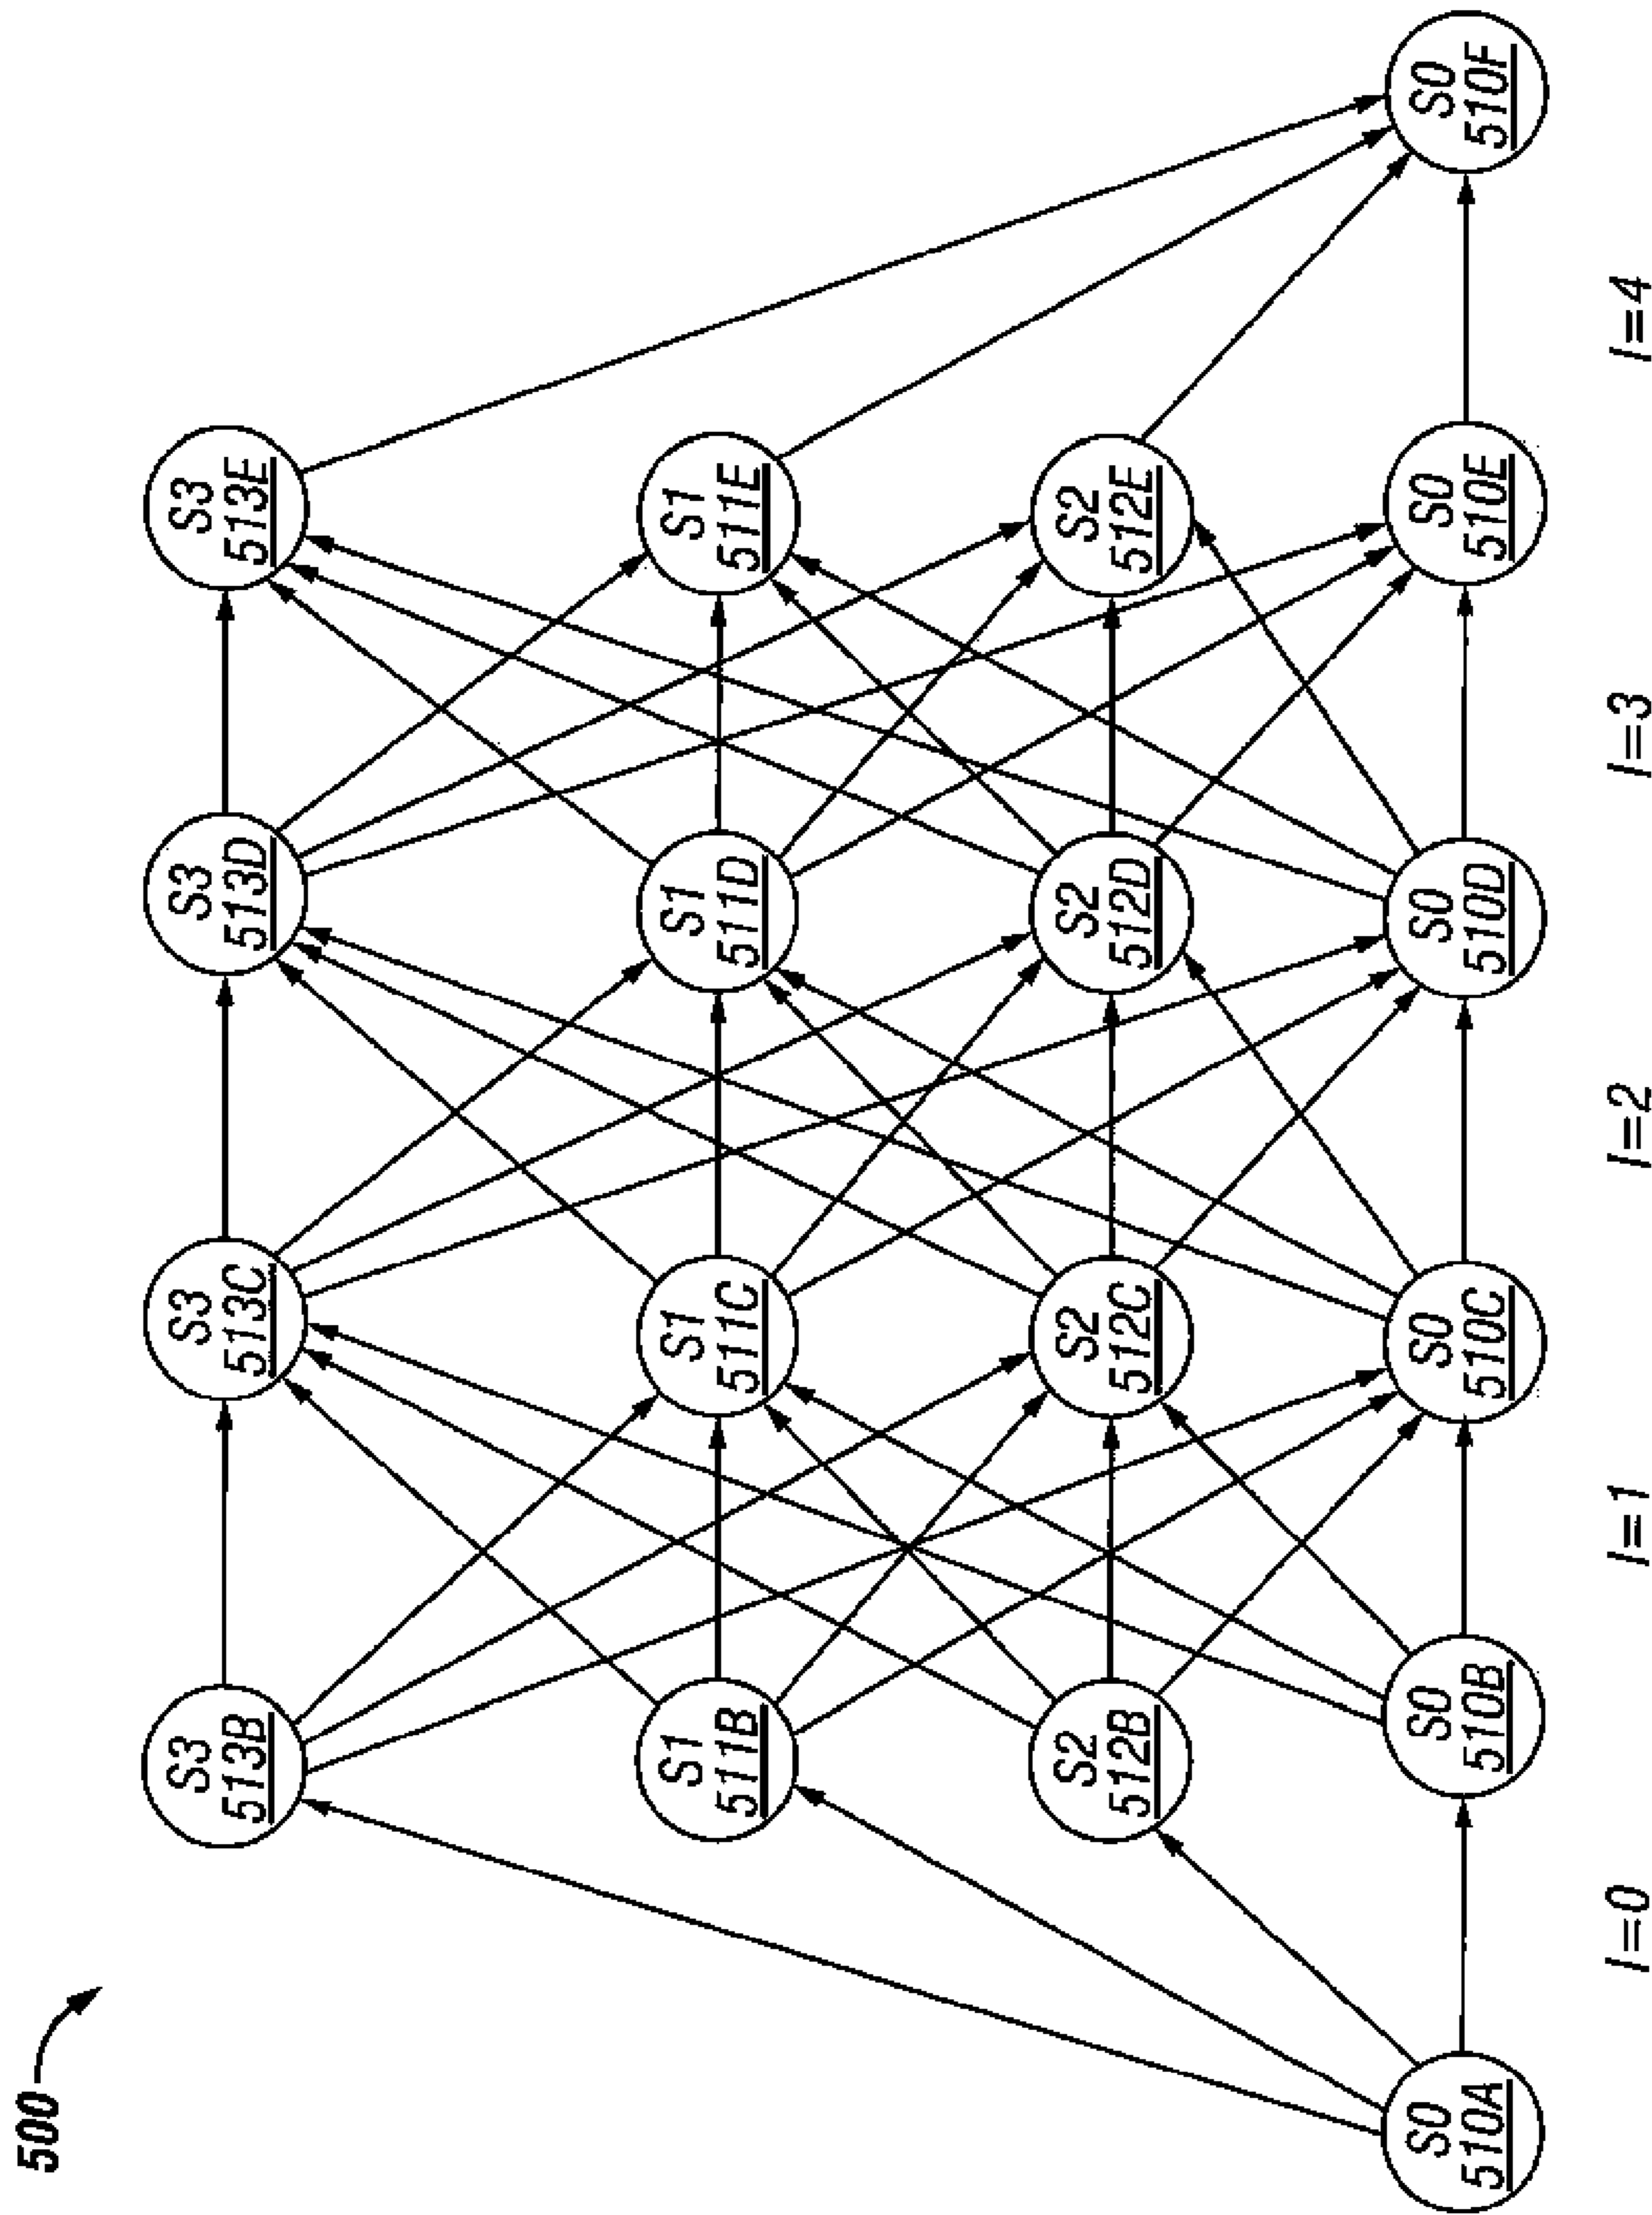 500
S3
513B
S3
513C
S3
513D
S3
513E
S1
511B
S1
511C
S1
511D
S1
511E
S2
512B
S2
512C
S2
512D
S2
512E
S0
510A
S0
510B
S0
510C
S0
510D
S0
510E
S0
510F
I=0
I=1
I=2
I=3
I=4